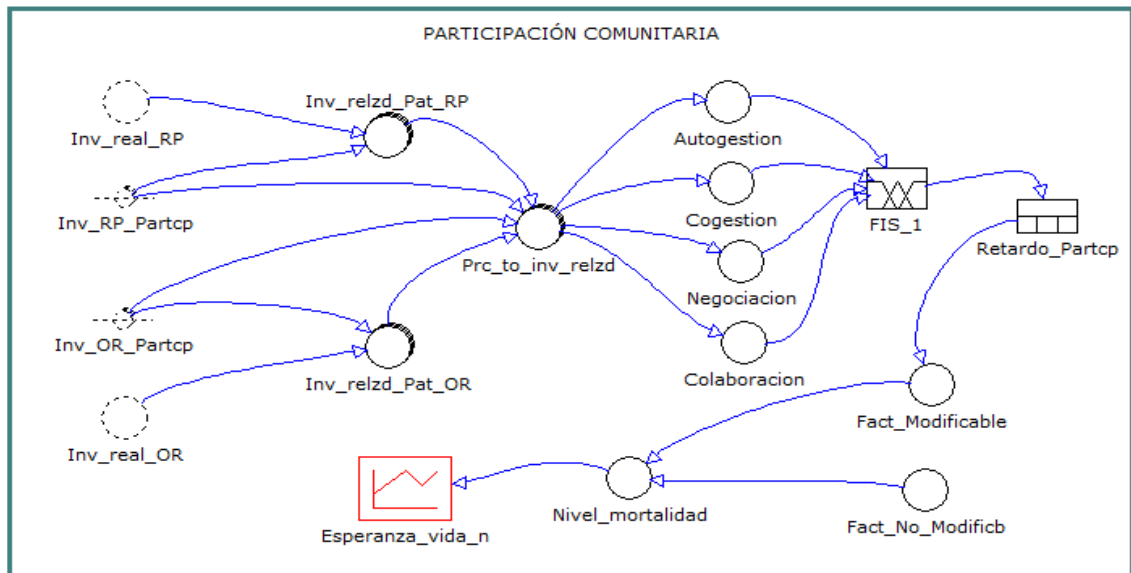 PARTICIPACIÓN COMUNITARIA
Inv_real_RP
Inv_relzd_Pat_RP
Inv_RP_Partcp
Prc_to_inv_relzd
Inv_OR_Partcp
Inv_relzd_Pat_OR
Inv_real_OR
Autogestion
Cogestion
Negociacion
Colaboracion
FIS_1
Retardo_Partcp
Fact_Modificable
Fact_No_Modificb
Nivel_mortalidad
Esperanza_vida_n